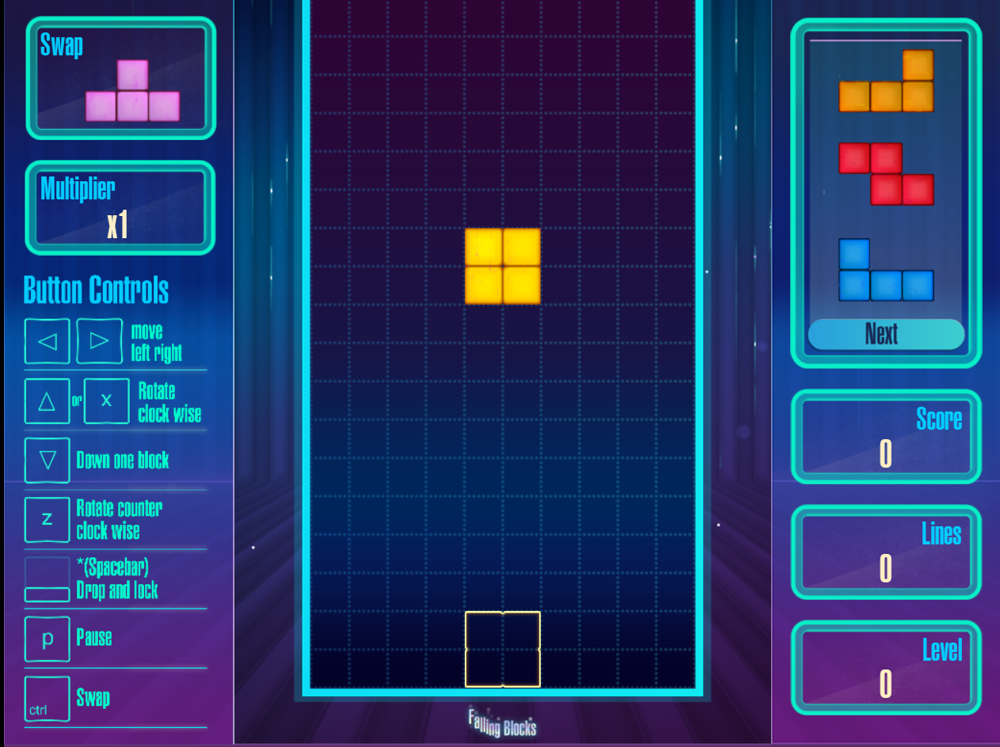 Swap
Multiplier
x1
Button Controls
move
left right
or
x
Rotate
clock wise
Down one block
z
Rotate counter
clock wise
*(Spacebar)
Drop and lock
p
Pause
ctrl
Swap
Falling Blocks
Next
Score
0
Lines
0
Level
0